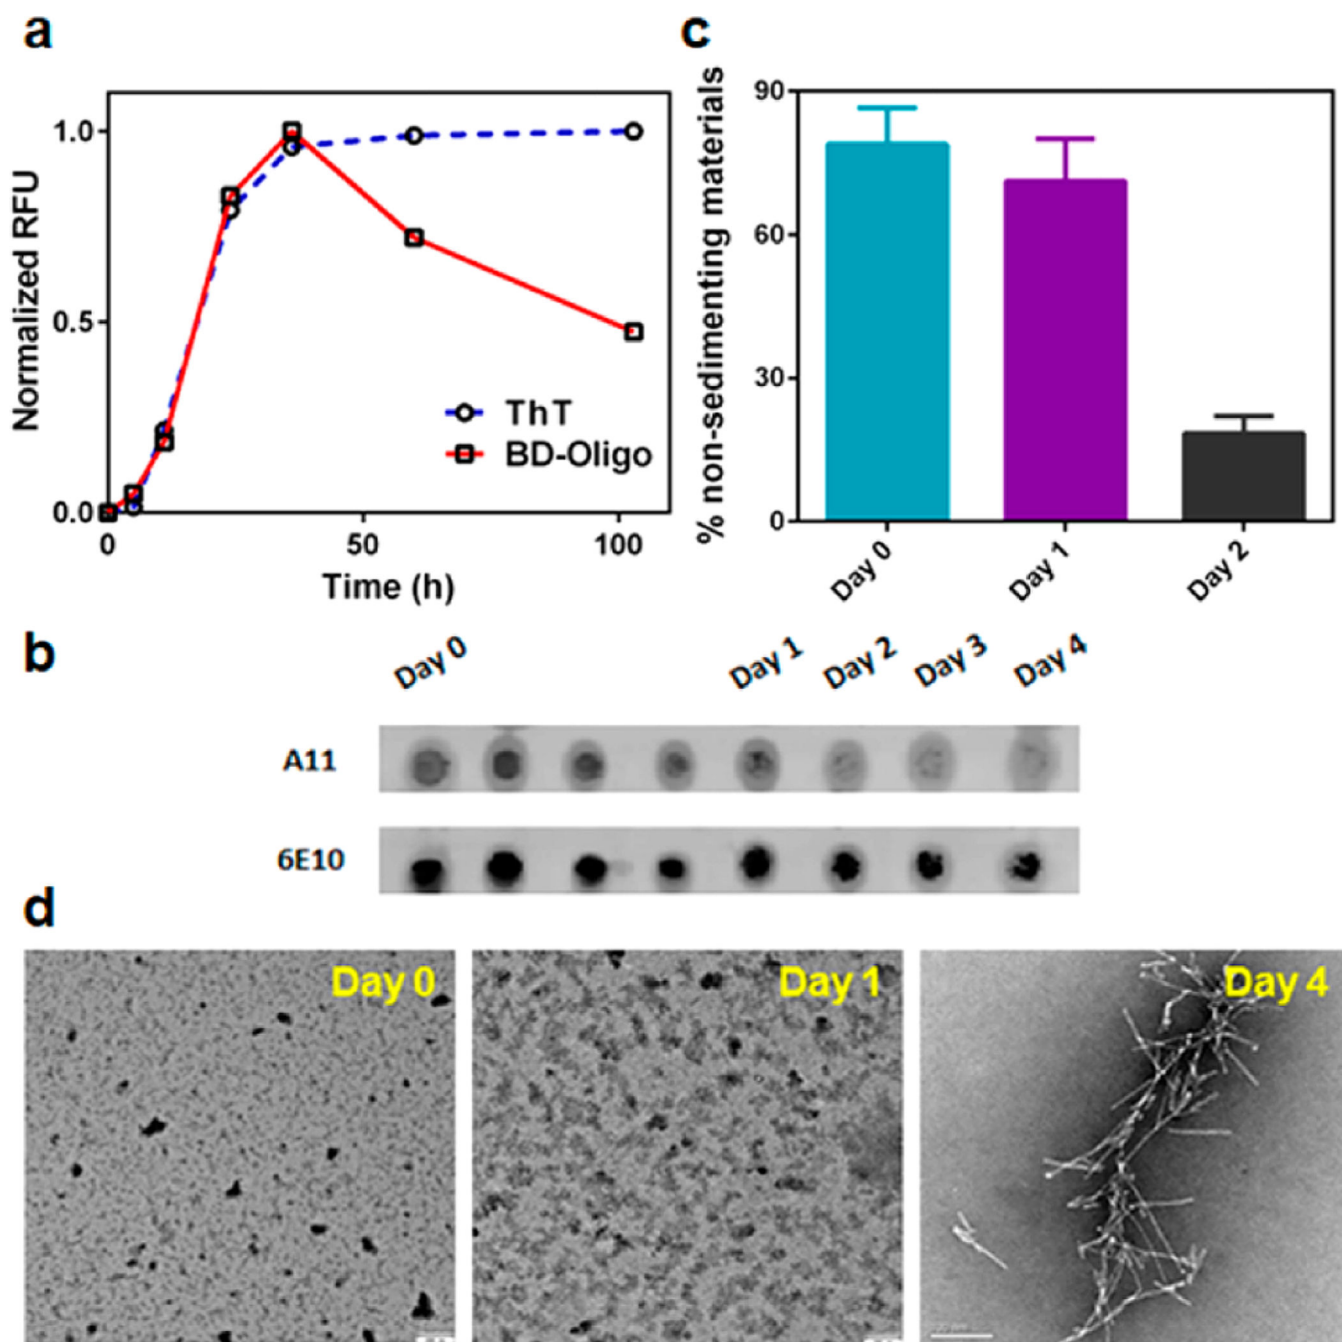 a
1.0
0.5
0.0
0
50
100
Normalized RFU
Time (h)
ThT
BD-Oligo
c
90
60
30
0
% non-sedimenting materials
Day 0
Day 1
Day 2
b
Day 0
Day 1
Day 2
Day 3
Day 4
A11
6E10
d
Day 0
Day 1
Day 4